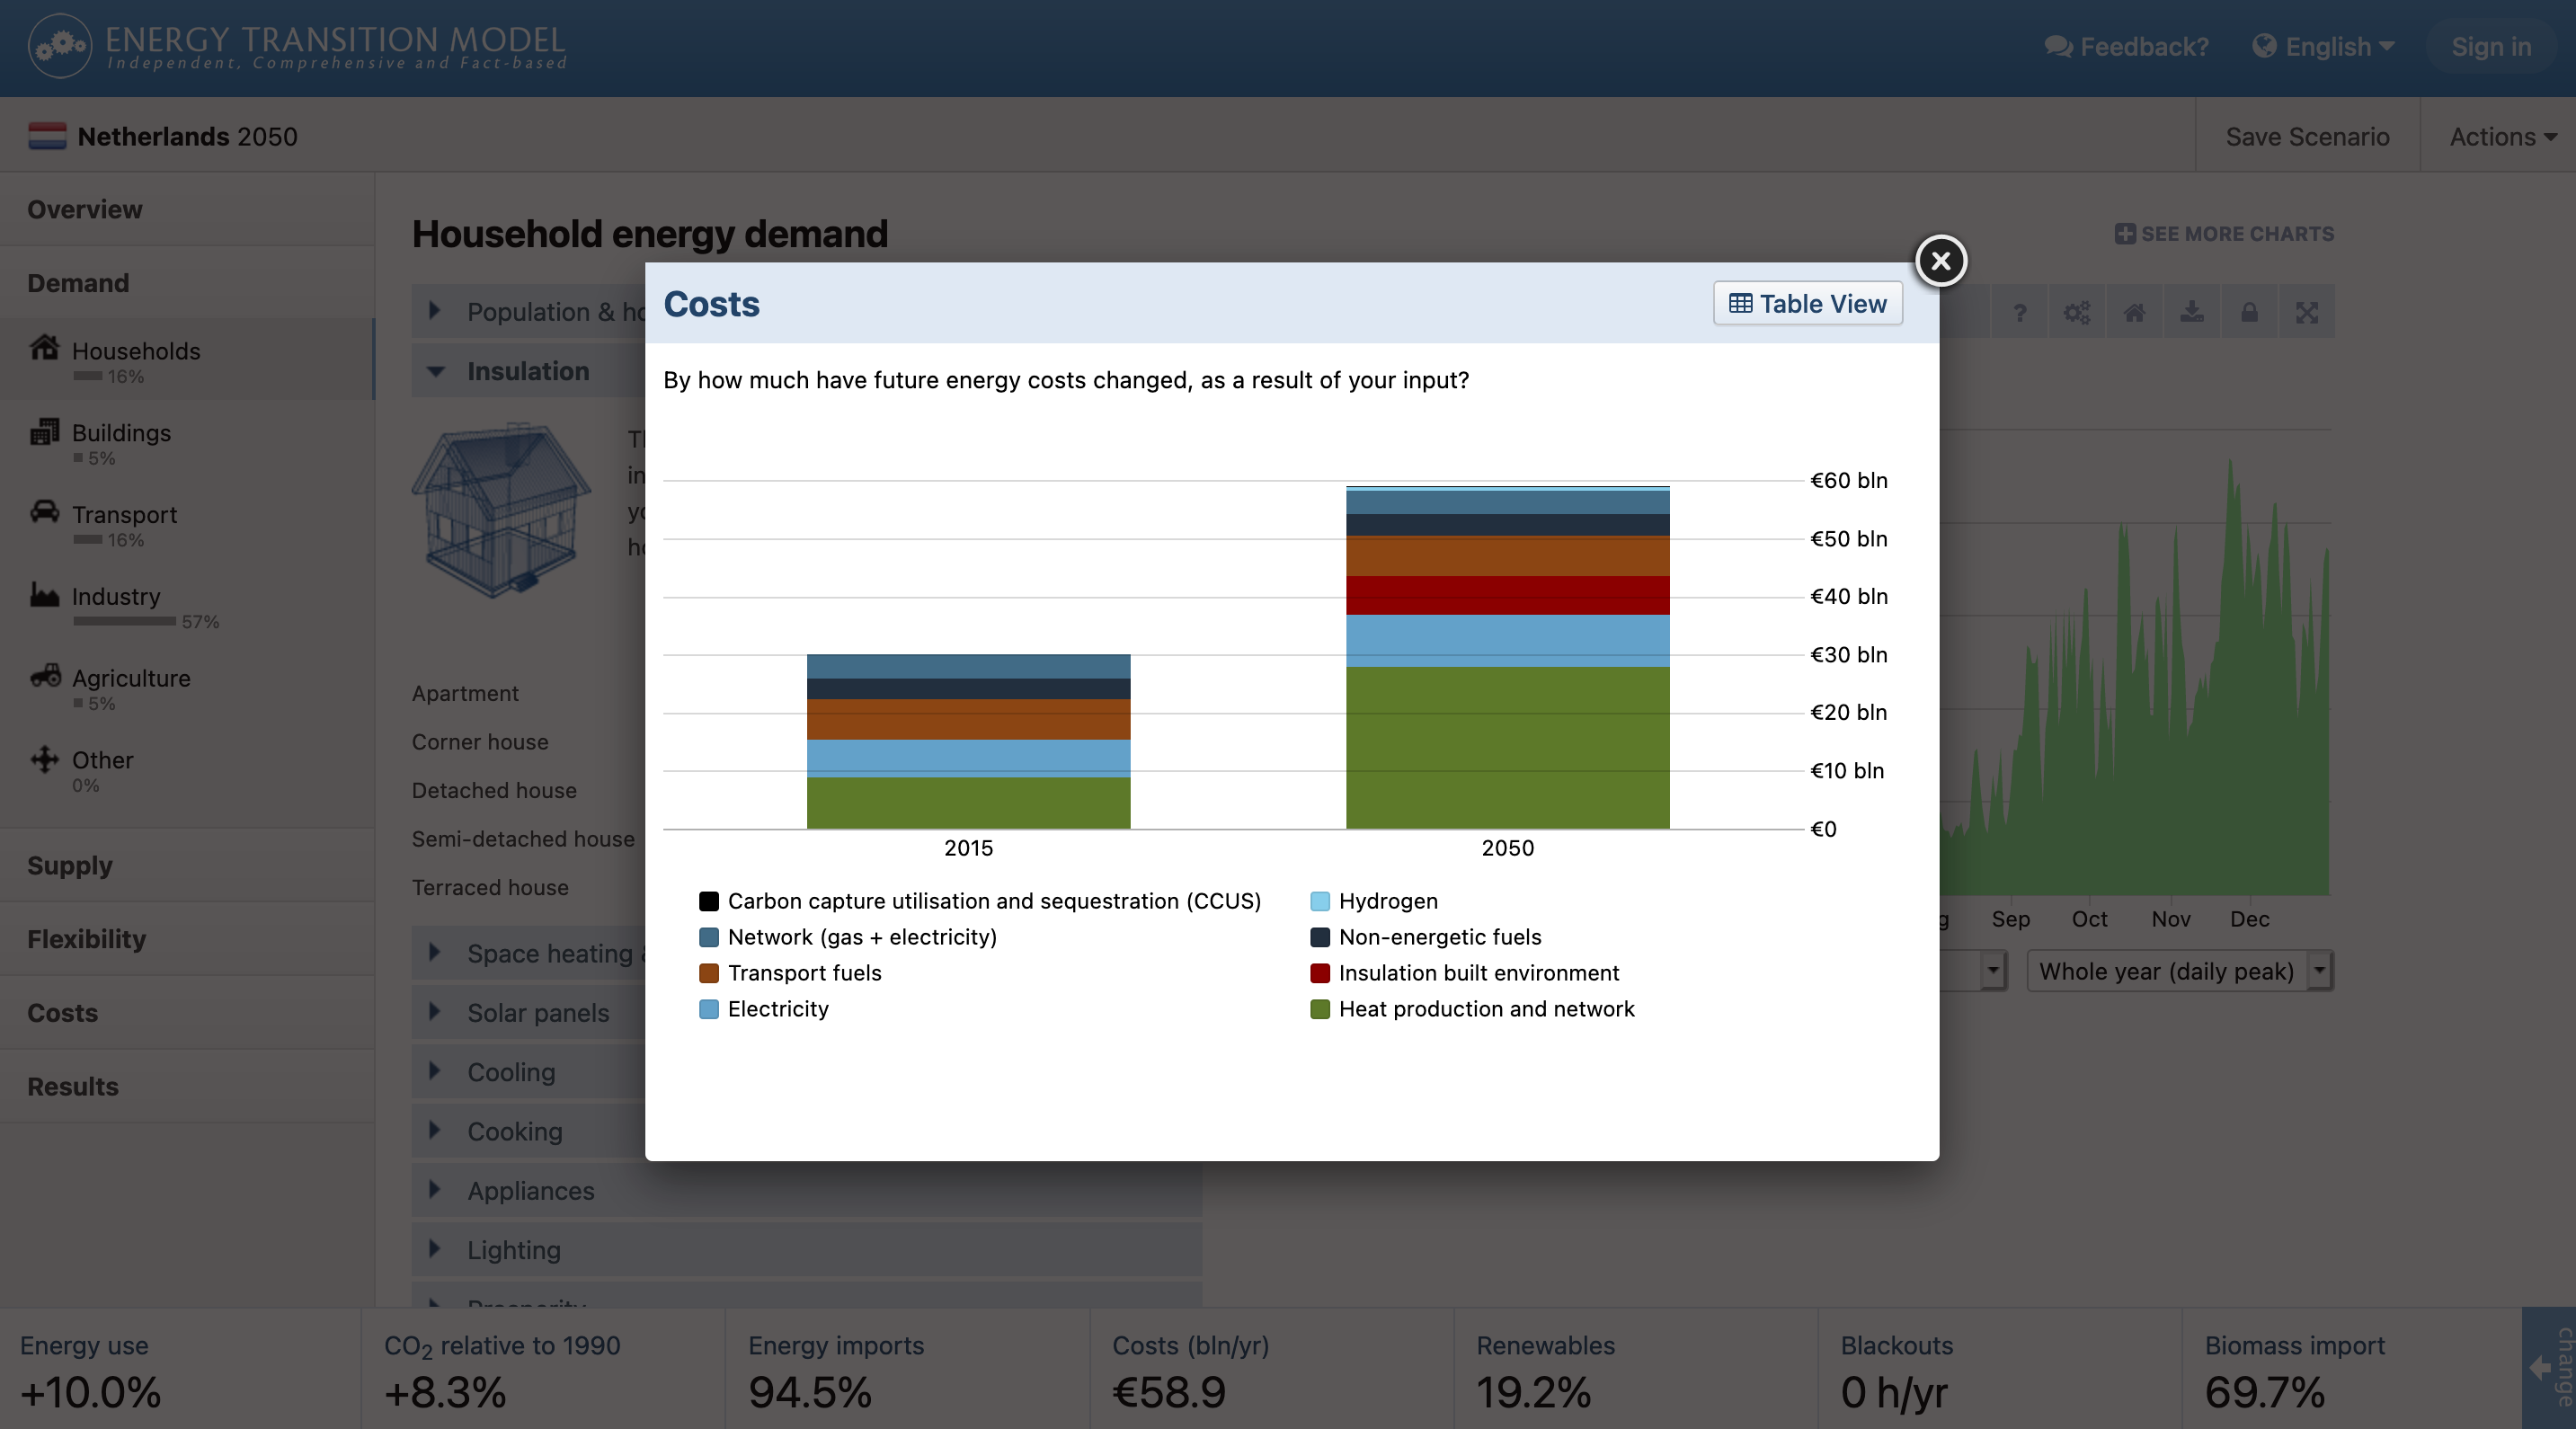 ENERGY TRANSITION MODEL
Independent, Comprehensive and Fact-based
Feedback?
English
Sign in
Netherlands 2050
Save Scenario
Actions
Overview
Demand
Households
16%
Buildings
5%
Transport
16%
Industry
57%
Agriculture
5%
Other
0%
Supply
Flexibility
Costs
Results
Household energy demand
SEE MORE CHARTS
Population &
Insulation
?
Apartment
Corner house
Detached house
Semi-detached house
Terraced house
Space heating
Solar panels
Cooling
Cooking
Appliances
Lighting
Costs
Table View
By how much have future energy costs changed, as a result of your input?
€60 bln
€50 bln
€40 bln
€30 bln
€20 bln
€10 bln
€0
2015
2050
Carbon capture utilisation and sequestration (CCUS)
Hydrogen
Network (gas + electricity)
Non-energetic fuels
Transport fuels
Insulation built environment
Electricity
Heat production and network
Sep Oct Nov Dec
Whole year (daily peak)
Energy use
+10.0%
CO2 relative to 1990
+8.3%
Energy imports
94.5%
Costs (bln/yr)
€58.9
Renewables
19.2%
Blackouts
0 h/yr
Biomass import
69.7%
change